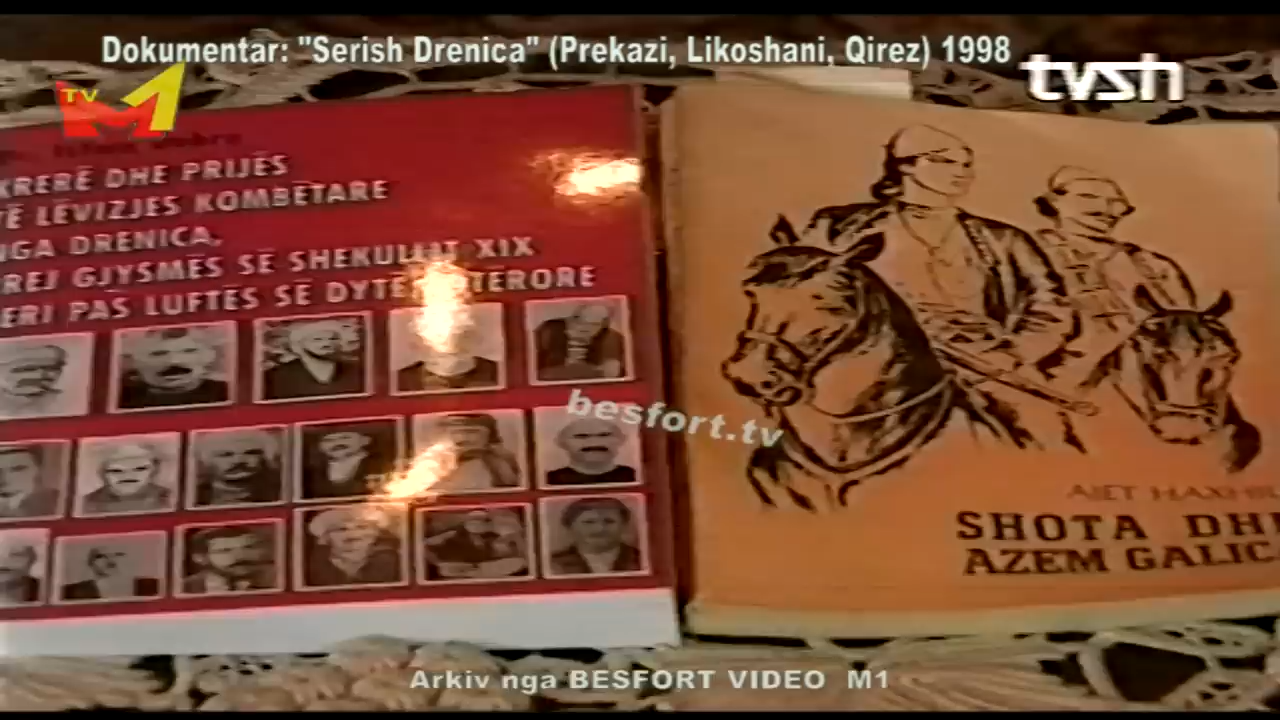 Dokumentar: "Serish Drenica" (Prekazi, Likoshani, Qirez) 1998
TV M1
tvsh
KRERË DHE PRIJËS
TË LËVIZJES KOMBËTARE
NGA DRENICA,
REJ GJYSMËS SË SHEKULLIT XIX
ERI PAS LUFTËS SË DYTË
AJET HAXHIU
SHOTA DHE
AZEM GALICA
besfort.tv
Arkiv nga BESFORT VIDEO M1